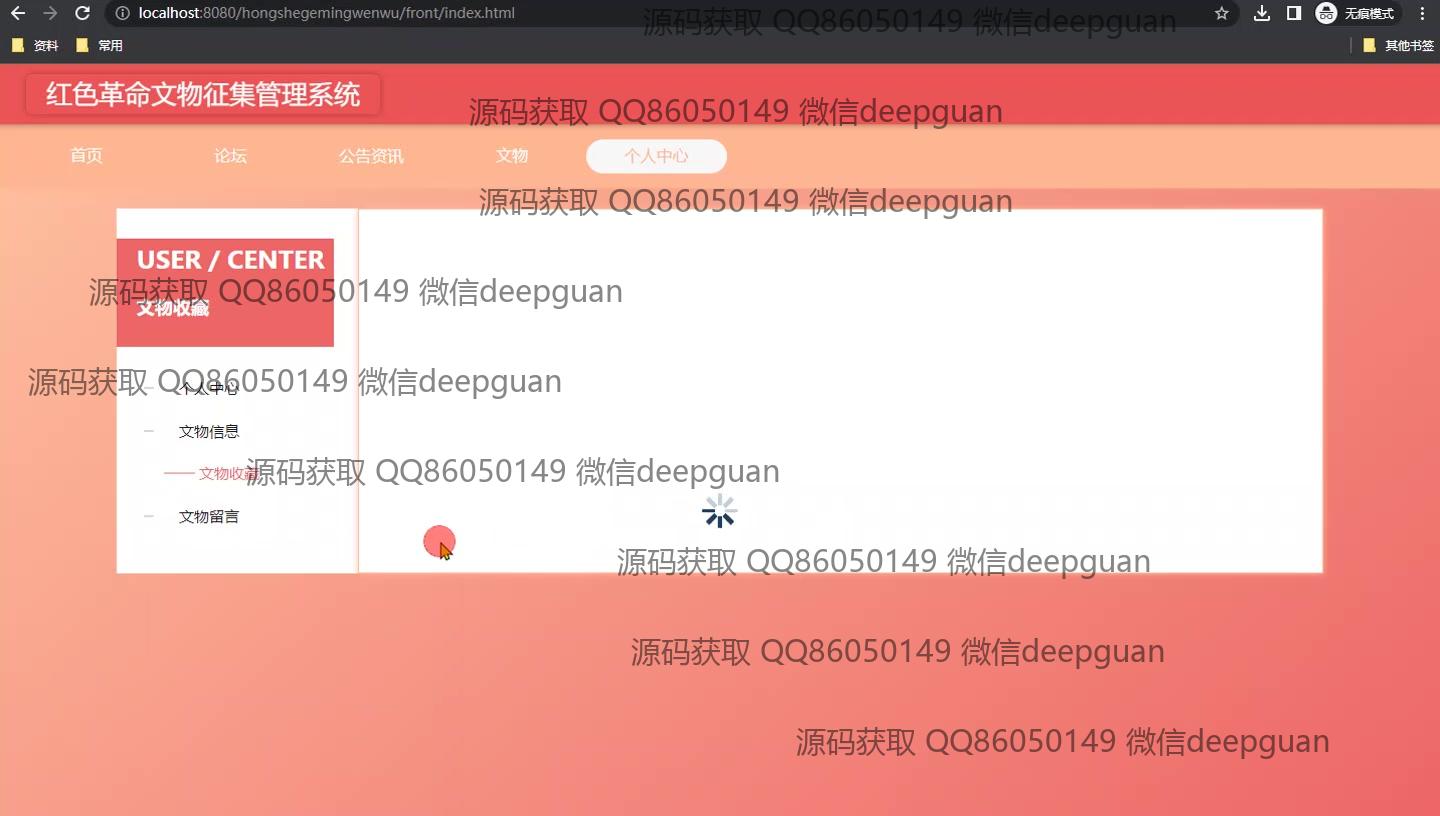 localhost:8080/hongshegemingwenwu/front/index.html
源码获取 QQ86050149 微信deepguan
无痕模式
资料
常用
其他书签
红色革命文物征集管理系统
源码获取 QQ86050149 微信deepguan
首页
论坛
公告资讯
文物
个人中心
源码获取 QQ86050149 微信deepguan
USER / CENTER
源码获取 QQ86050149 微信deepguan
文物收藏
源码获取 QQ86050149 微信deepguan
个人中心
文物信息
文物收藏
源码获取 QQ86050149 微信deepguan
文物留言
源码获取 QQ86050149 微信deepguan
源码获取 QQ86050149 微信deepguan
源码获取 QQ86050149 微信deepguan